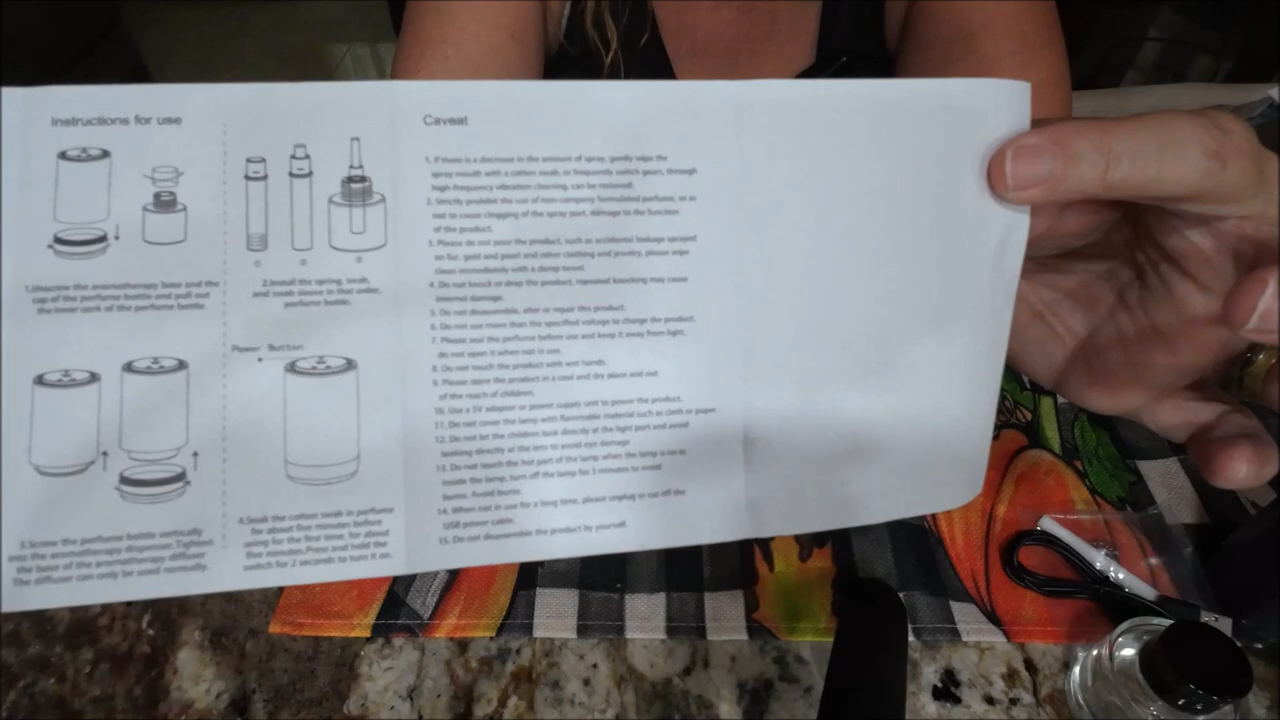 Instructions for use
1.Unscrew the aromatherapy base and the
cap of the perfume bottle and pull out
the inner cork of the perfume bottle.
①
②
③
2.Install the spring, swab,
and swab sleeve in that order,
perfume bottle.
3.Screw the perfume bottle vertically
onto the aromatherapy dispenser.Tighten
the base of the aromatherapy diffuser
The diffuser can only be used normally.
Power Button
4.Soak the cotton swab in perfume
for about five minutes before
using for the first time, for about
five minutes.Press and hold the
switch for 2 seconds to turn it on.
Caveat
1. If there is a decrease in the amount of spray, gently wipe the
spray mouth with a cotton swab, or frequently switch gears, through
high-frequency vibration cleaning, can be removed;
2. Strictly prohibit the use of non-company formulated perfume, so as
not to cause clogging of the spray port, damage to the function
of the product.
3. Please do not pour the product, such as accidental leakage sprayed
on fur, gold and pearl and other clothing and jewelry, please wipe
clean immediately with a damp towel.
4. Do not knock or drop the product, repeated knocking may cause
internal damage.
5. Do not disassemble, alter or repair this product.
6. Do not use more than the specified voltage to charge the product.
7. Please seal the perfume before use and keep it away from light,
do not open it when not in use.
8. Do not touch the product with wet hands.
9. Please store the product in a cool and dry place and out
of the reach of children.
10. Use a 5V adapter or power supply unit to power the product.
11. Do not cover the lamp with flammable material such as cloth or paper.
12. Do not let the children look directly at the light part and avoid
looking directly at the lens to avoid eye damage
13. Do not touch the hot part of the lamp when the lamp is on or
inside the lamp, turn off the lamp for 3 minutes to avoid
burns. Avoid burns.
14. When not in use for a long time, please unplug or cut off the
USB power cable.
15. Do not disassemble the product by yourself.